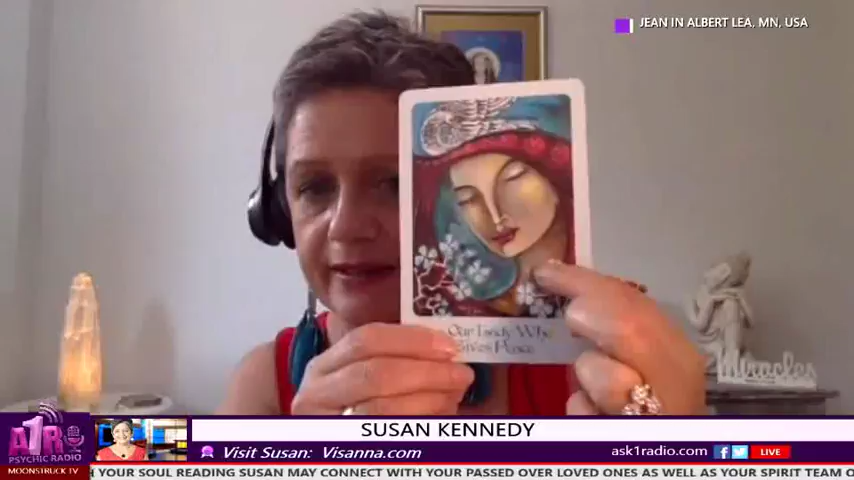 JEAN IN ALBERT LEA, MN, USA
Our Lady Who
Gives Peace
Miracles
SUSAN KENNEDY
A1R
PSYCHIC RADIO
Visit Susan: Visanna.com
ask1radio.com
LIVE
MOONSTRUCK TV
H YOUR SOUL READING SUSAN MAY CONNECT WITH YOUR PASSED OVER LOVED ONES AS WELL AS YOUR SPIRIT TEAM O